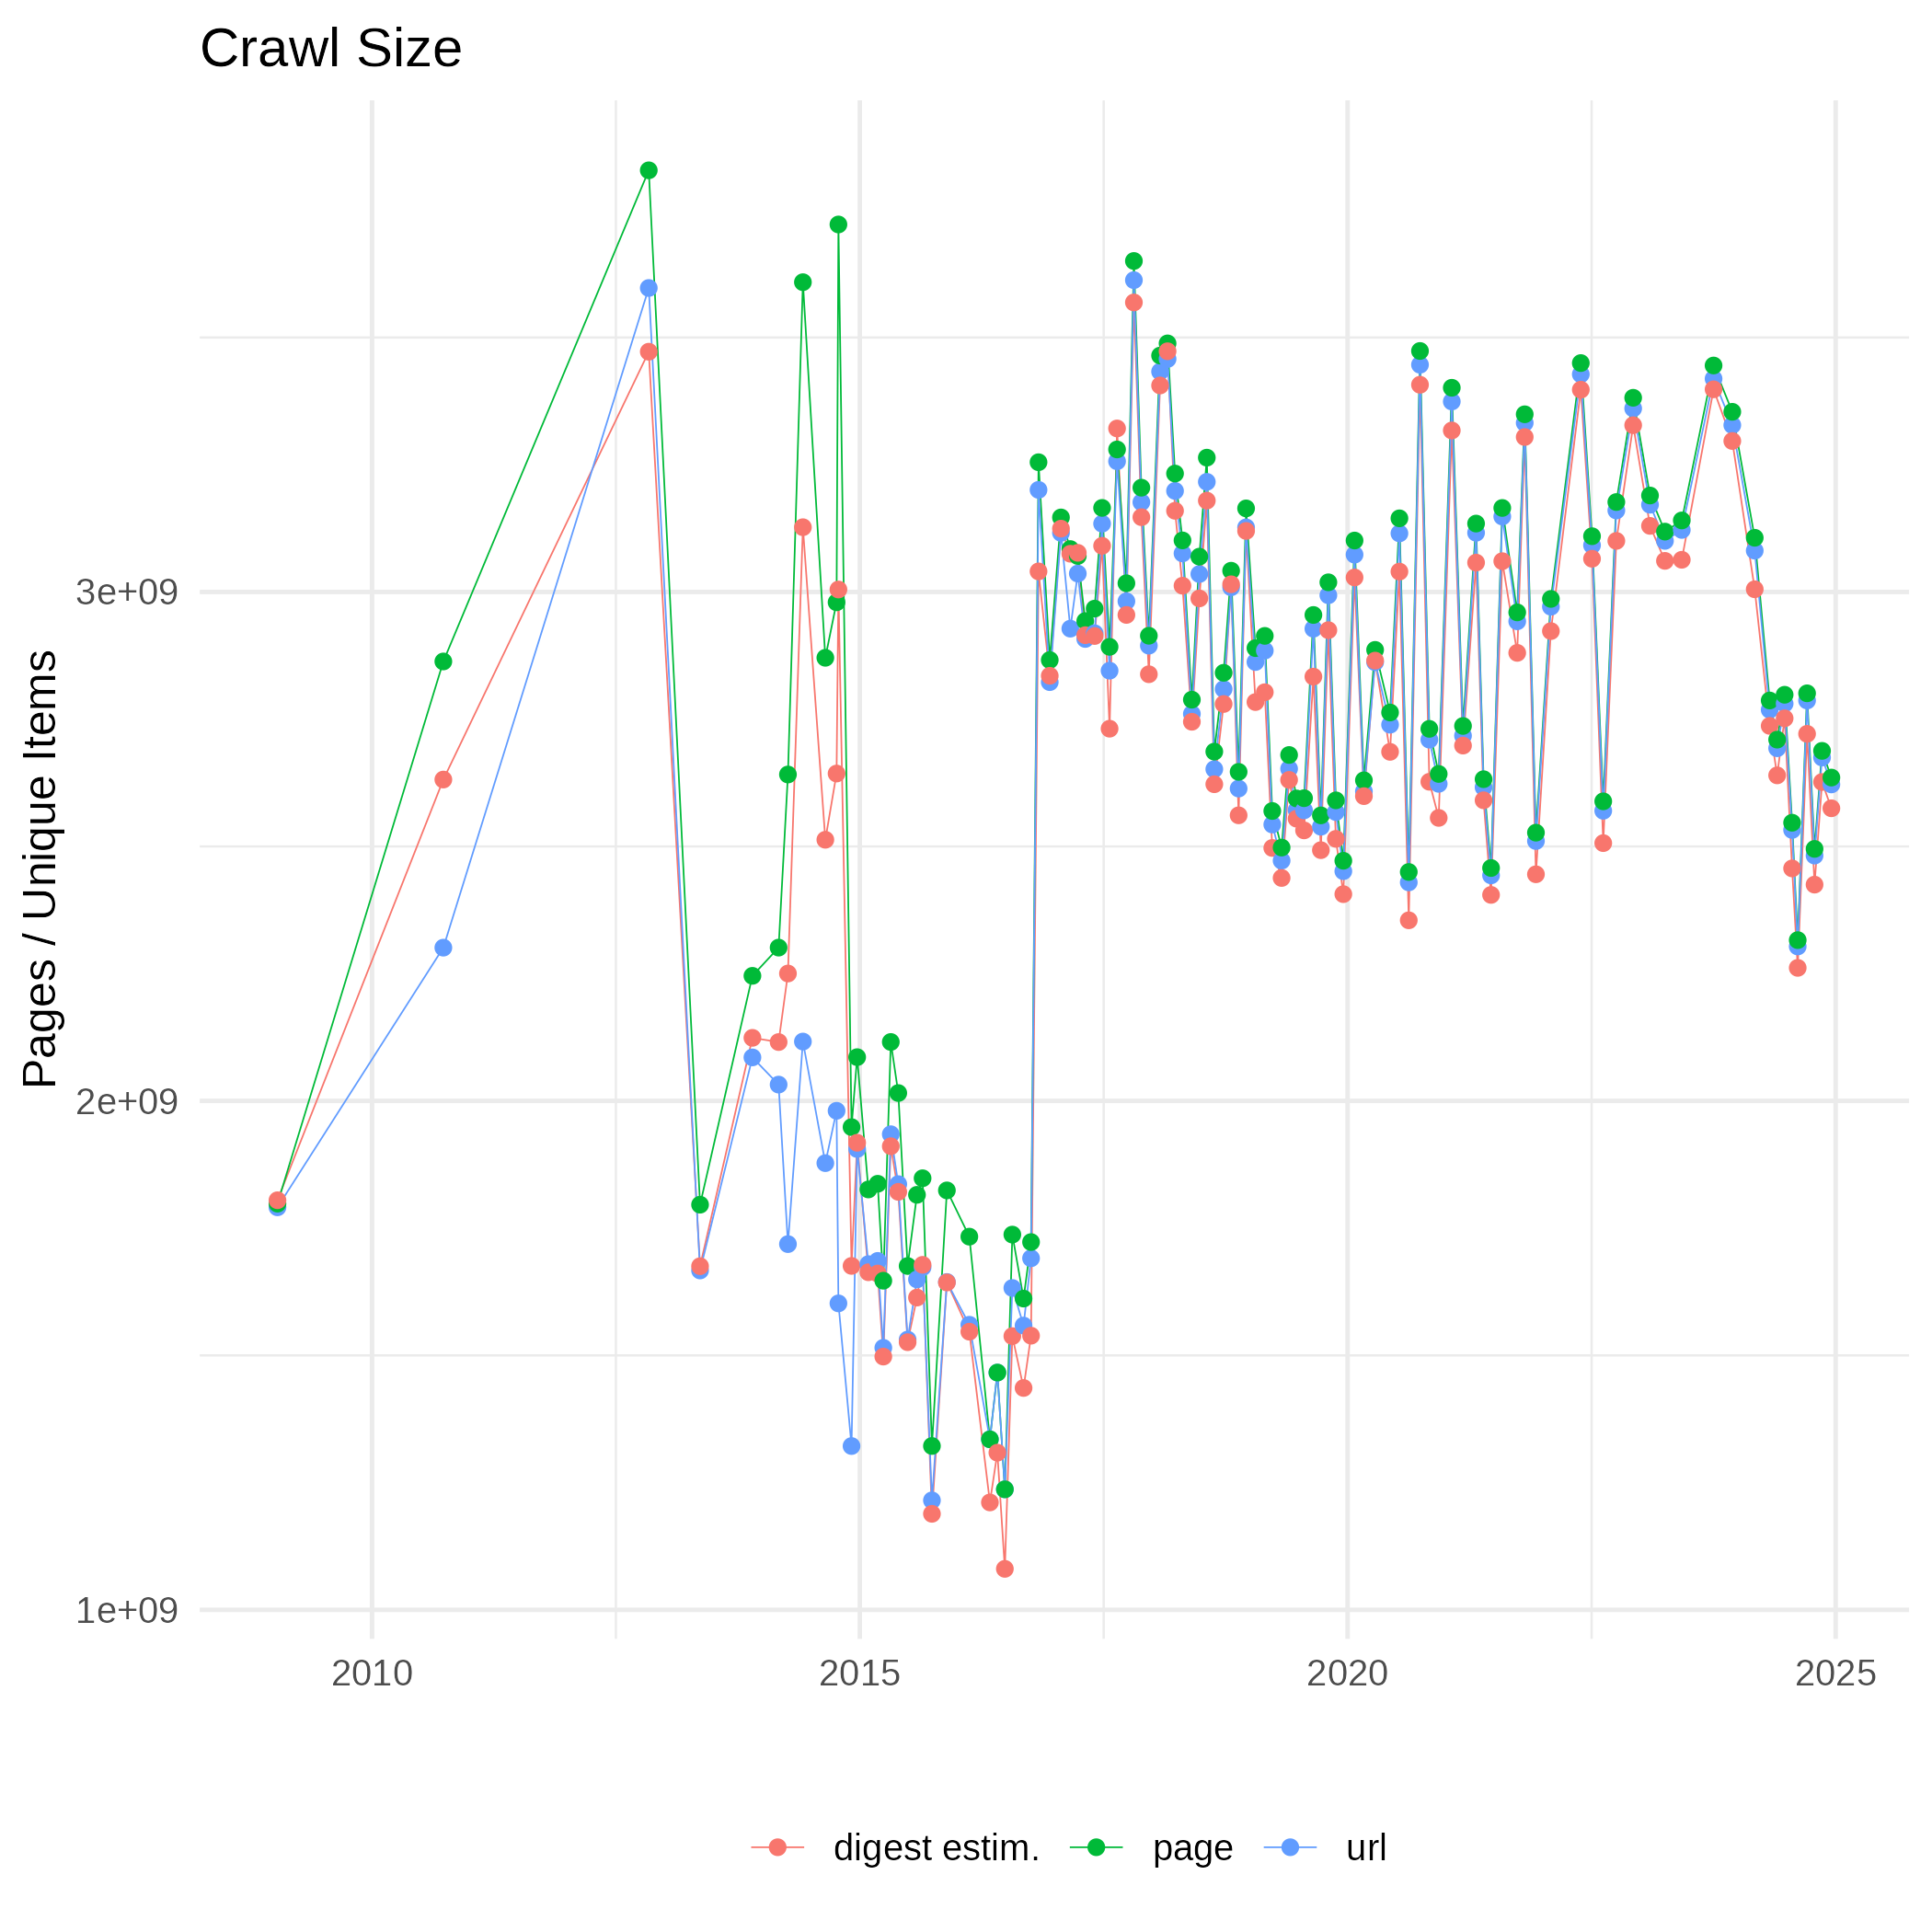 Crawl Size
Pages / Unique Items
3e+09
2e+09
1e+09
2010
2015
2020
2025
digest estim.
page
url